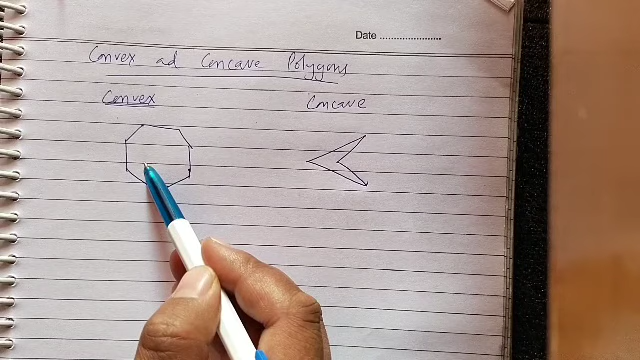 Date ........................
Convex ad Concave Polygons
Convex
Concave